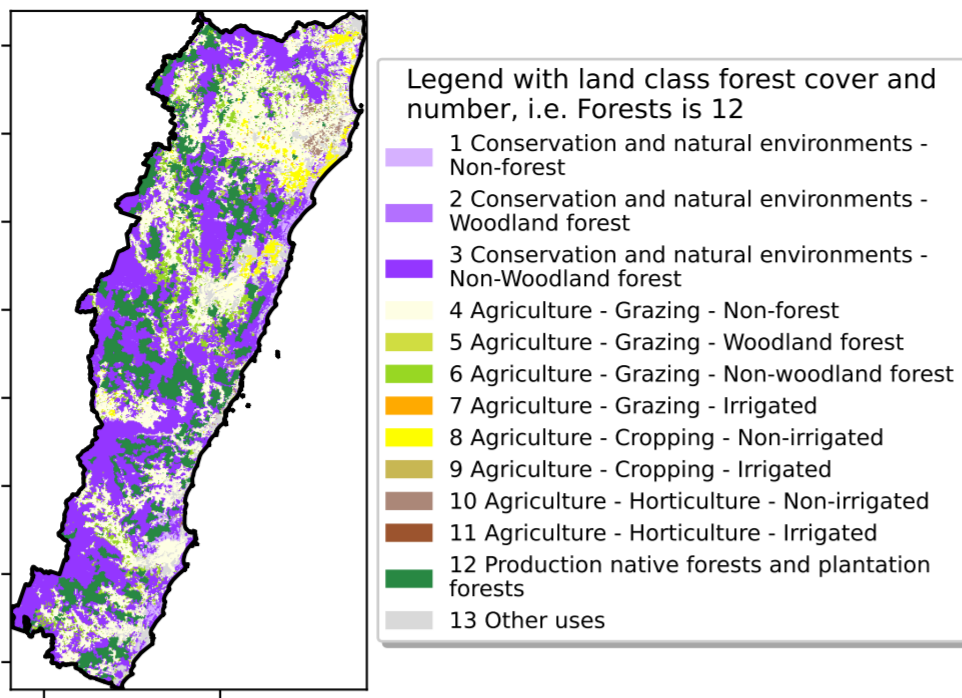 Legend with land class forest cover and
number, i.e. Forests is 12
1 Conservation and natural environments -
Non-forest
2 Conservation and natural environments -
Woodland forest
3 Conservation and natural environments -
Non-Woodland forest
4 Agriculture - Grazing - Non-forest
5 Agriculture - Grazing - Woodland forest
6 Agriculture - Grazing - Non-woodland forest
7 Agriculture - Grazing - Irrigated
8 Agriculture - Cropping - Non-irrigated
9 Agriculture - Cropping - Irrigated
10 Agriculture - Horticulture - Non-irrigated
11 Agriculture - Horticulture - Irrigated
12 Production native forests and plantation
forests
13 Other uses